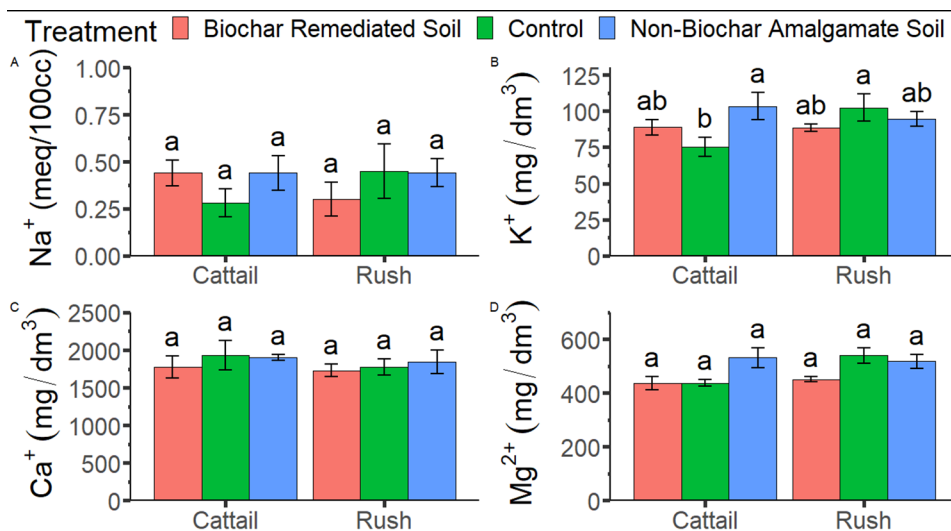 Treatment Biochar Remediated Soil Control Non-Biochar Amalgamate Soil
A
Na⁺ (meq/100cc)
1.00
0.75
0.50
0.25
0.00
a a a a a a
Cattail Rush
B
K⁺ (mg/dm³)
125
100
75
50
25
0
ab b a ab a ab
Cattail Rush
C
Ca⁺ (mg/dm³)
2500
2000
1750
1500
1000
500
0
a a a a a a
Cattail Rush
D
Mg²⁺ (mg/dm³)
600
400
200
0
a a a a a a
Cattail Rush